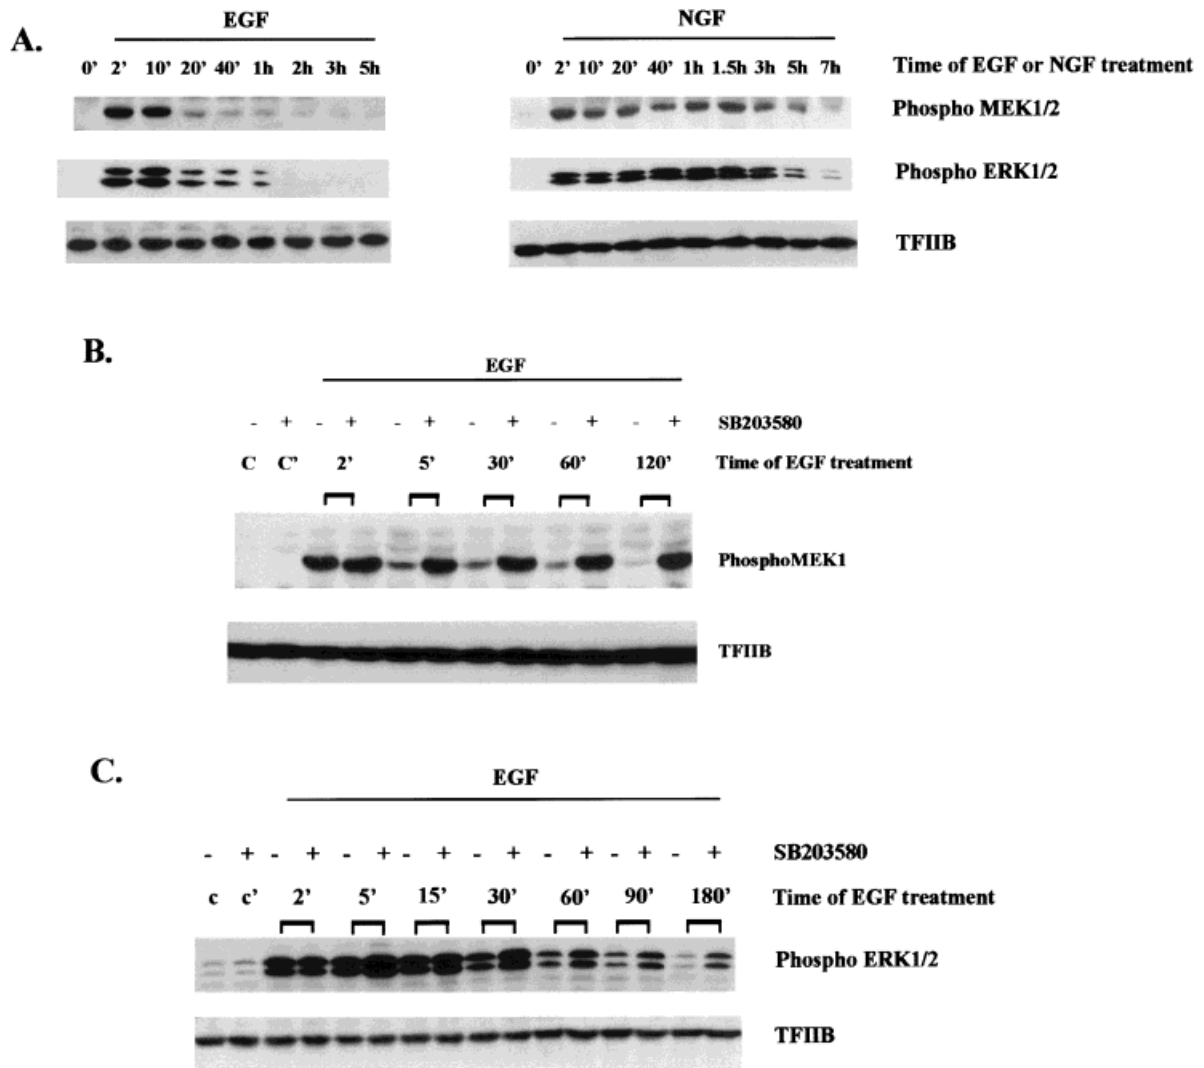 A.
EGF
NGF
0' 2' 10' 20' 40' 1h 2h 3h 5h
0' 2' 10' 20' 40' 1h 1.5h 3h 5h 7h
Time of EGF or NGF treatment
Phospho MEK1/2
Phospho ERK1/2
TFIIB
B.
EGF
- + - + - + - + - + - + SB203580
C C' 2' 5' 30' 60' 120' Time of EGF treatment
PhosphoMEK1
TFIIB
C.
EGF
- + - + - + - + - + - + - + - + SB203580
c c' 2' 5' 15' 30' 60' 90' 180' Time of EGF treatment
Phospho ERK1/2
TFIIB